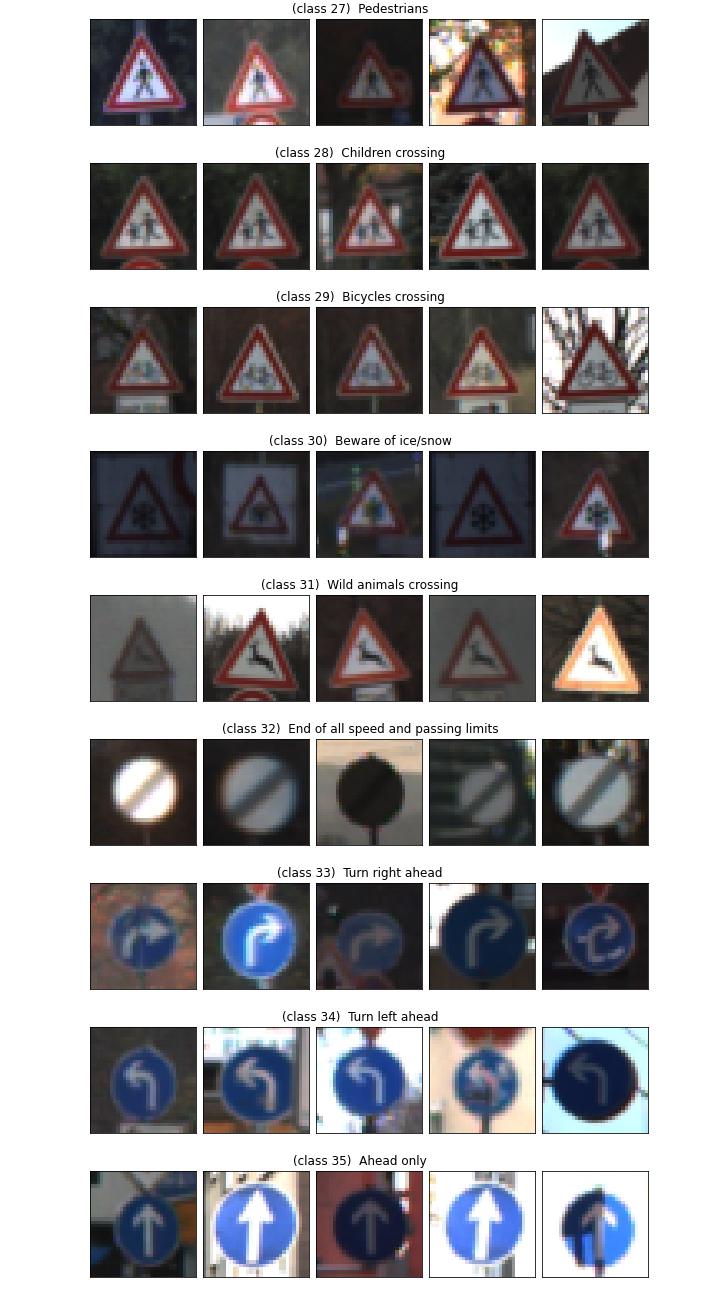 (class 27)  Pedestrians
(class 28)  Children crossing
(class 29)  Bicycles crossing
(class 30)  Beware of ice/snow
(class 31)  Wild animals crossing
(class 32)  End of all speed and passing limits
(class 33)  Turn right ahead
(class 34)  Turn left ahead
(class 35)  Ahead only